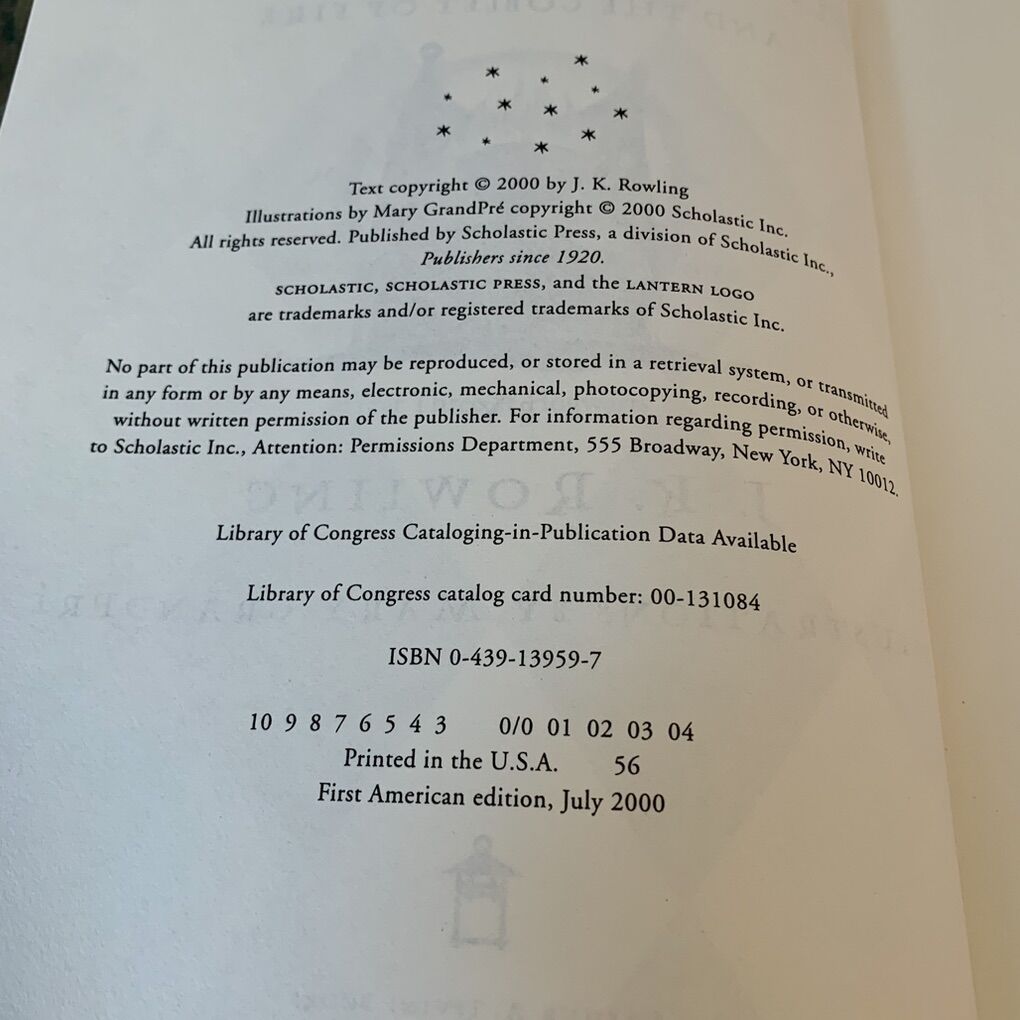 Text copyright © 2000 by J. K. Rowling
Illustrations by Mary GrandPré copyright © 2000 Scholastic Inc.
All rights reserved. Published by Scholastic Press, a division of Scholastic Inc.,
Publishers since 1920.
SCHOLASTIC, SCHOLASTIC PRESS, and the LANTERN LOGO
are trademarks and/or registered trademarks of Scholastic Inc.
No part of this publication may be reproduced, or stored in a retrieval system, or transmitted
in any form or by any means, electronic, mechanical, photocopying, recording, or otherwise,
without written permission of the publisher. For information regarding permission, write
to Scholastic Inc., Attention: Permissions Department, 555 Broadway, New York, NY 10012.
Library of Congress Cataloging-in-Publication Data Available
Library of Congress catalog card number: 00-131084
ISBN 0-439-13959-7
10 9 8 7 6 5 4 3 0/0 01 02 03 04
Printed in the U.S.A. 56
First American edition, July 2000